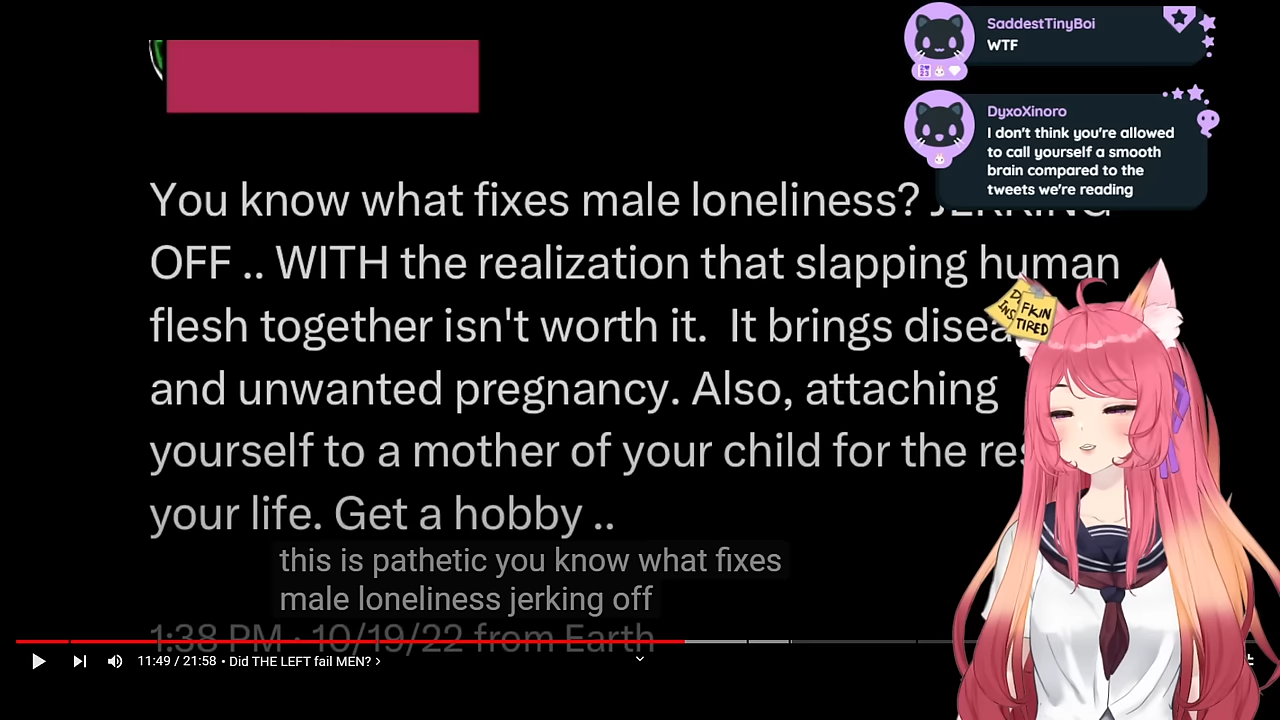 SaddestTinyBoi
WTF
DyxoXinoro
I don't think you're allowed
to call yourself a smooth
brain compared to the
tweets we're reading
You know what fixes male loneliness?
OFF .. WITH the realization that slapping human
flesh together isn't worth it. It brings
and unwanted pregnancy. Also, attaching
yourself to a mother of your child for the
your life. Get a hobby ..
this is pathetic you know what fixes
male loneliness jerking off
1:38 PM · 10/19/22 from Earth
11:49 / 21:58 • Did THE LEFT fail MEN? >
FKIN
TIRED